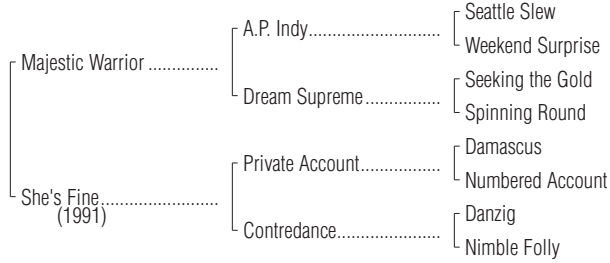 Seattle Slew
A.P. Indy............................
Weekend Surprise
Majestic Warrior ...............
Seeking the Gold
Dream Supreme................
Spinning Round
Damascus
Private Account.................
Numbered Account
She's Fine.........................
(1991)
Danzig
Contredance......................
Nimble Folly